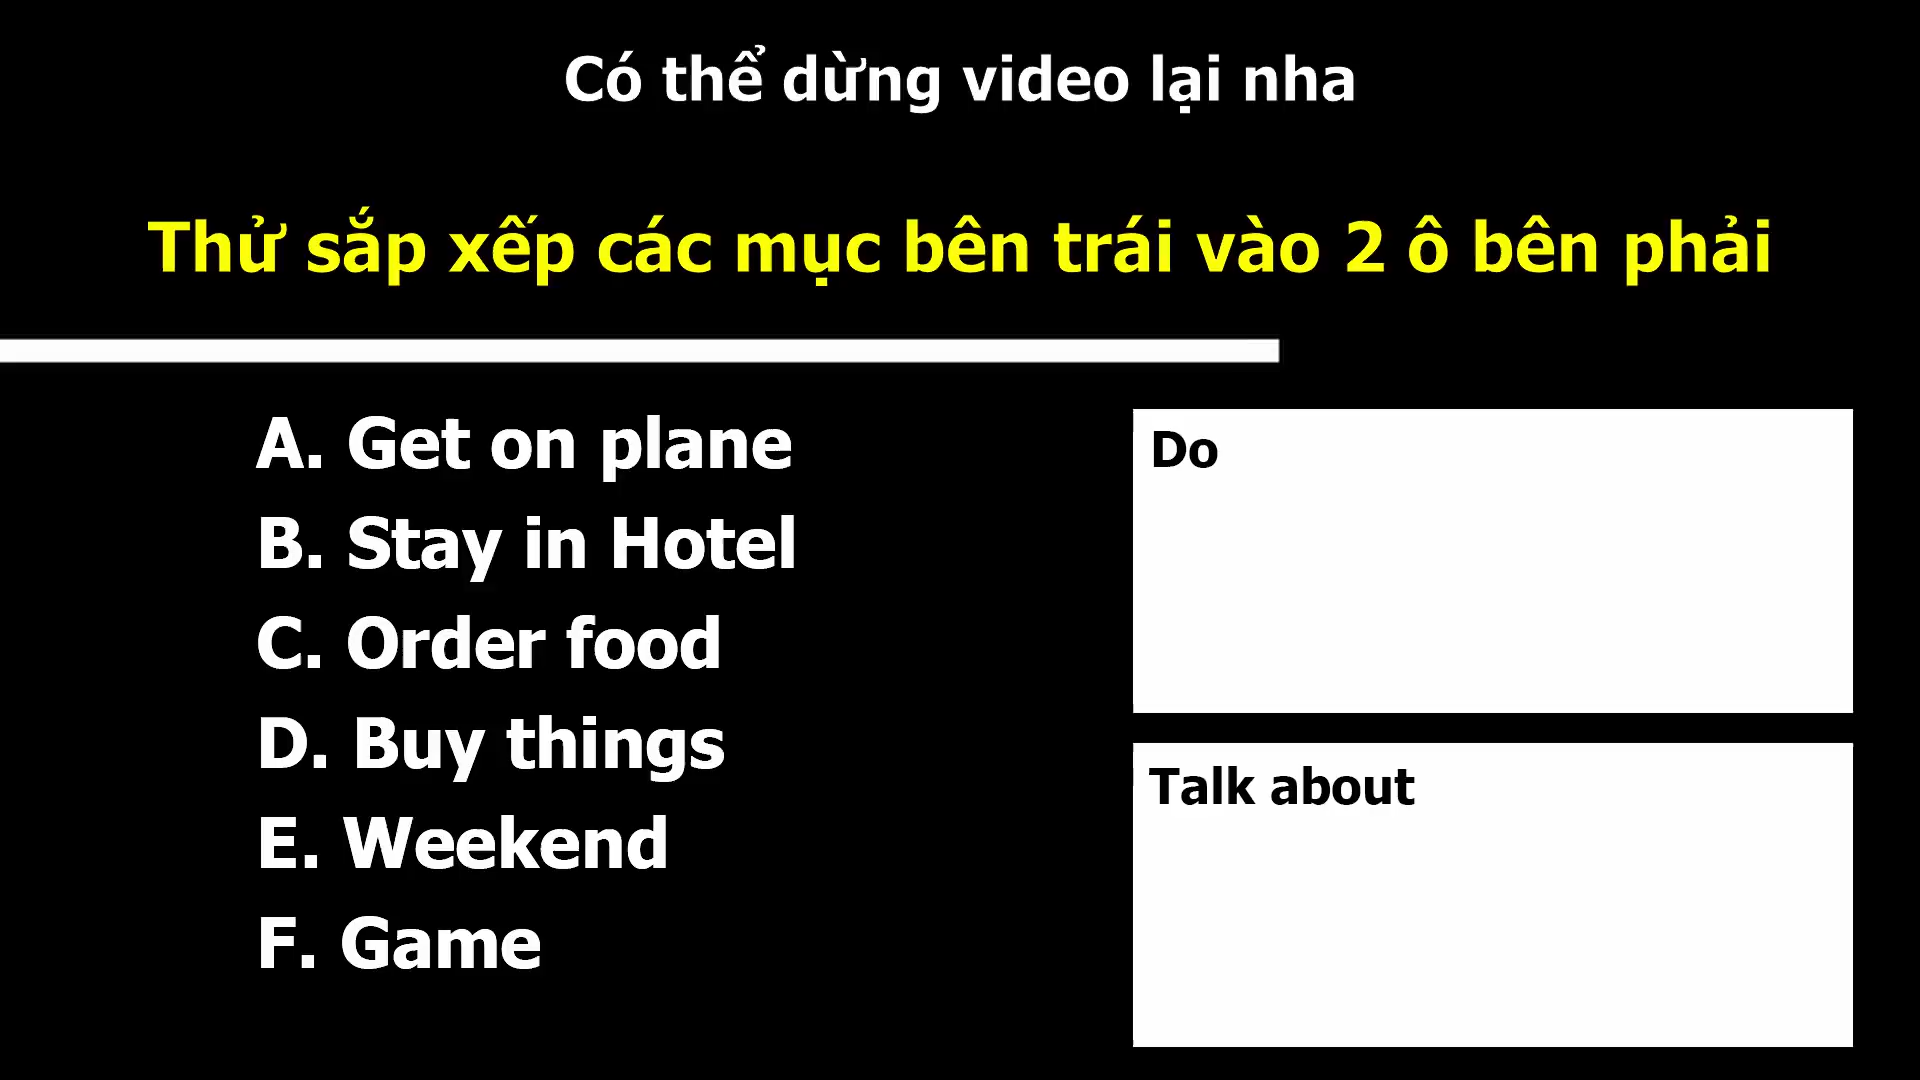 Có thể dừng video lại nha
Thử sắp xếp các mục bên trái vào 2 ô bên phải
A. Get on plane
B. Stay in Hotel
C. Order food
D. Buy things
E. Weekend
F. Game
Do
Talk about